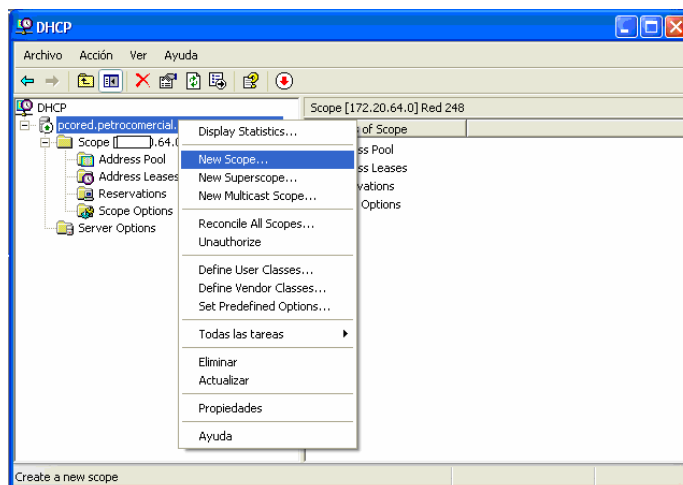 DHCP
Archivo Acción Ver Ayuda
DHCP
Scope [172.20.64.0] Red 248
pcored.petrocomercial.
of Scope
Scope [ ].64.0
Address Pool
Address Leases
Reservations
Scope Options
Server Options
ss Pool
ss Leases
vations
Options
Display Statistics...
New Scope...
New Superscope...
New Multicast Scope...
Reconcile All Scopes...
Unauthorize
Define User Classes...
Define Vendor Classes...
Set Predefined Options...
Todas las tareas
Eliminar
Actualizar
Propiedades
Ayuda
Create a new scope